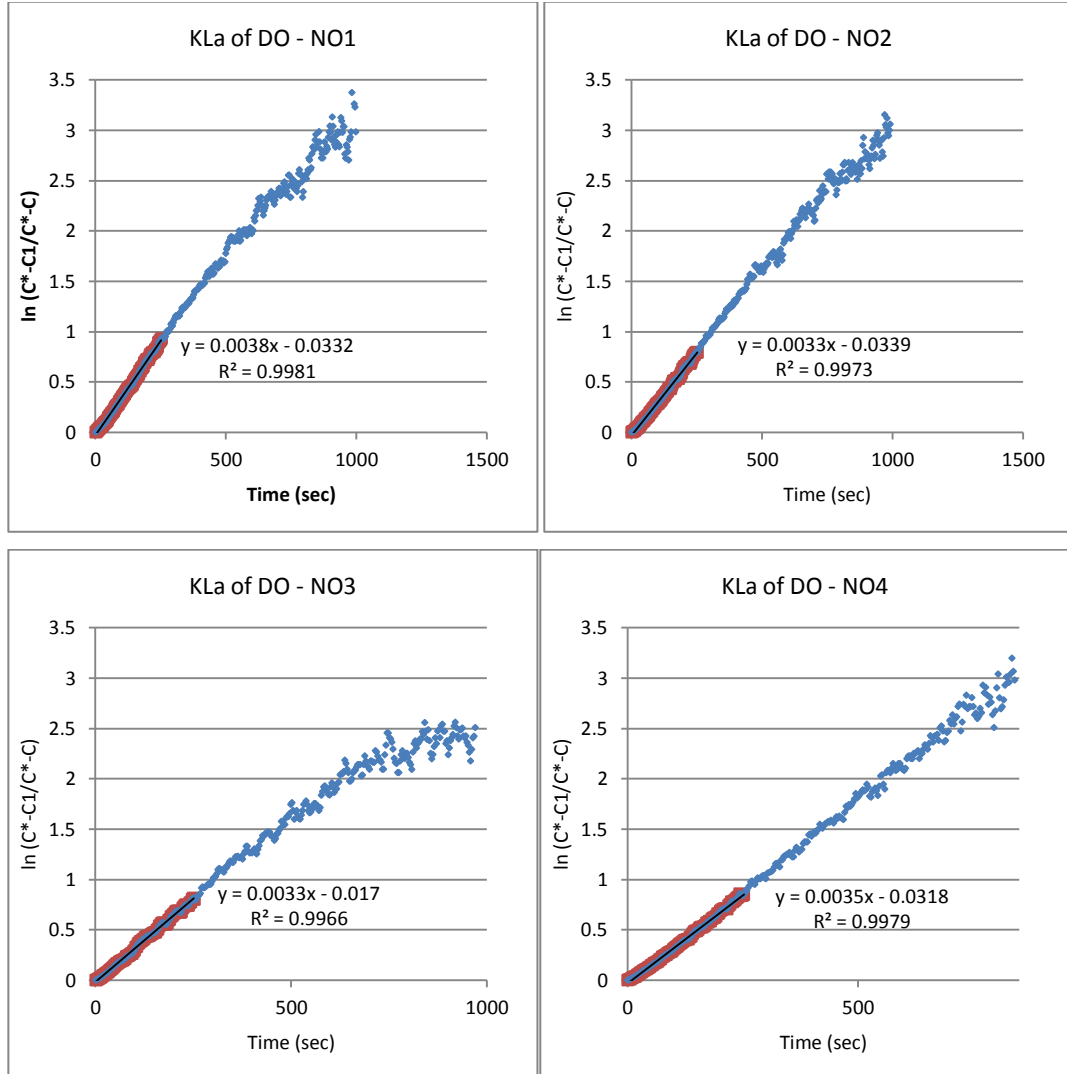 KLa of DO - NO1
3.5
3
2.5
2
1.5
1
0.5
0
0 500 1000 1500
ln (C*-C1/C*-C)
Time (sec)
y = 0.0038x - 0.0332
R² = 0.9981
KLa of DO - NO2
3.5
3
2.5
2
1.5
1
0.5
0
0 500 1000 1500
ln (C*-C1/C*-C)
Time (sec)
y = 0.0033x - 0.0339
R² = 0.9973
KLa of DO - NO3
3.5
3
2.5
2
1.5
1
0.5
0
0 500 1000
ln (C*-C1/C*-C)
Time (sec)
y = 0.0033x - 0.017
R² = 0.9966
KLa of DO - NO4
3.5
3
2.5
2
1.5
1
0.5
0
0 500
ln (C*-C1/C*-C)
Time (sec)
y = 0.0035x - 0.0318
R² = 0.9979